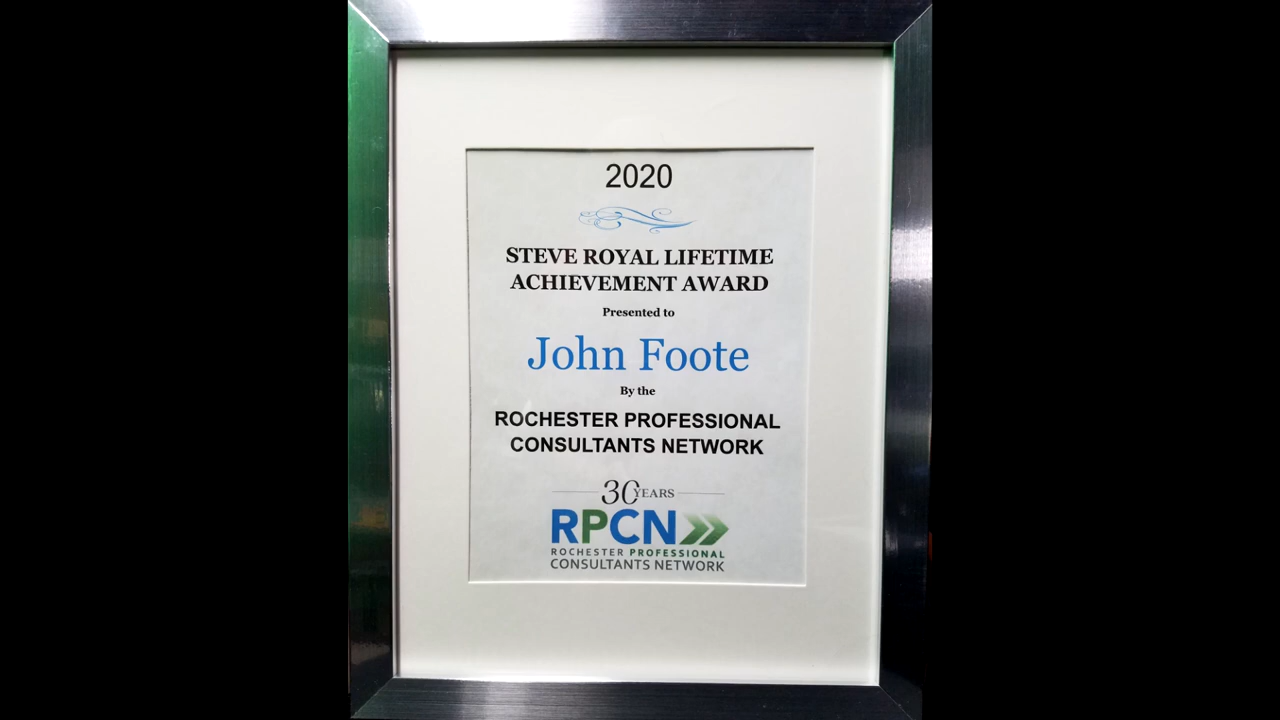 2020
STEVE ROYAL LIFETIME
ACHIEVEMENT AWARD
Presented to
John Foote
By the
ROCHESTER PROFESSIONAL
CONSULTANTS NETWORK
30 YEARS
RPCN
ROCHESTER PROFESSIONAL
CONSULTANTS NETWORK